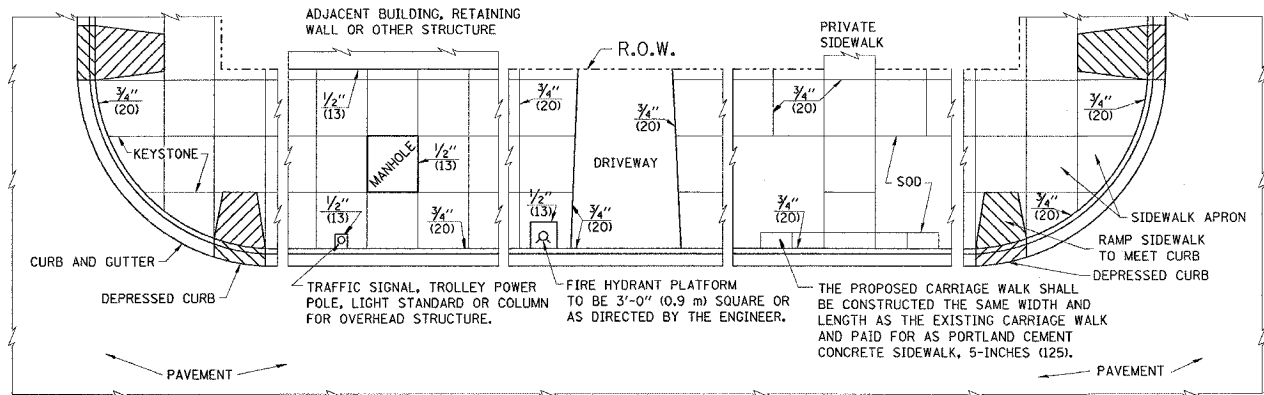 ADJACENT BUILDING, RETAINING
WALL OR OTHER STRUCTURE
R.O.W.
PRIVATE
SIDEWALK
3/4"
(20)
1/2"
(13)
3/4"
(20)
3/4"
(20)
3/4"
(20)
3/4"
(20)
KEYSTONE
MANHOLE
1/2"
(13)
DRIVEWAY
SOD
1/2"
(13)
3/4"
(20)
1/2"
(13)
3/4"
(20)
3/4"
(20)
3/4"
(20)
SIDEWALK APRON
RAMP SIDEWALK
TO MEET CURB
DEPRESSED CURB
CURB AND GUTTER
DEPRESSED CURB
TRAFFIC SIGNAL, TROLLEY POWER
POLE, LIGHT STANDARD OR COLUMN
FOR OVERHEAD STRUCTURE.
FIRE HYDRANT PLATFORM
TO BE 3'-0" (0.9 m) SQUARE OR
AS DIRECTED BY THE ENGINEER.
THE PROPOSED CARRIAGE WALK SHALL
BE CONSTRUCTED THE SAME WIDTH AND
LENGTH AS THE EXISTING CARRIAGE WALK
AND PAID FOR AS PORTLAND CEMENT
CONCRETE SIDEWALK, 5-INCHES (125).
PAVEMENT
PAVEMENT